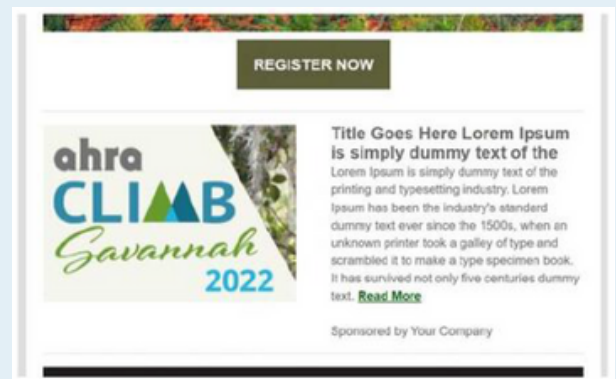 REGISTER NOW
ahra
CLIMB
Savannah
2022
Title Goes Here Lorem Ipsum
is simply dummy text of the
Lorem Ipsum is simply dummy text of the
printing and typesetting industry. Lorem
Ipsum has been the industry's standard
dummy text ever since the 1500s, when an
unknown printer took a galley of type and
scrambled it to make a type specimen book.
It has survived not only five centuries dummy
text. Read More
Sponsored by Your Company